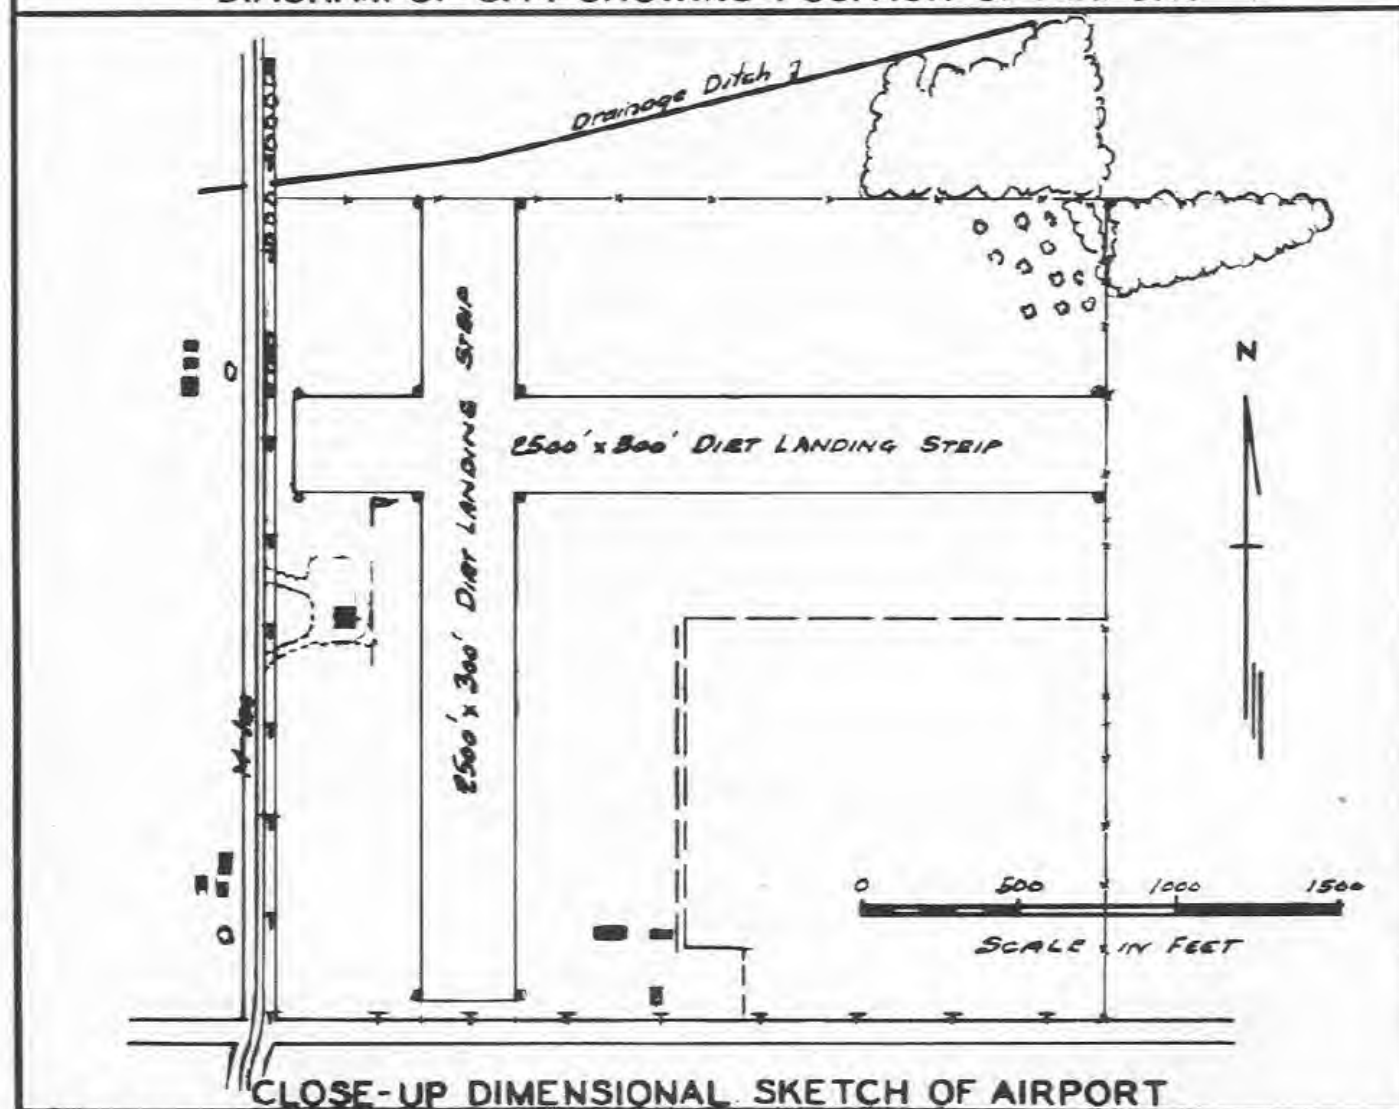 Drainage Ditch
N
2500' x 300' DIRT LANDING STRIP
2500' x 300' DIRT LANDING STRIP
0 500 1000 1500
SCALE IN FEET
CLOSE-UP DIMENSIONAL SKETCH OF AIRPORT